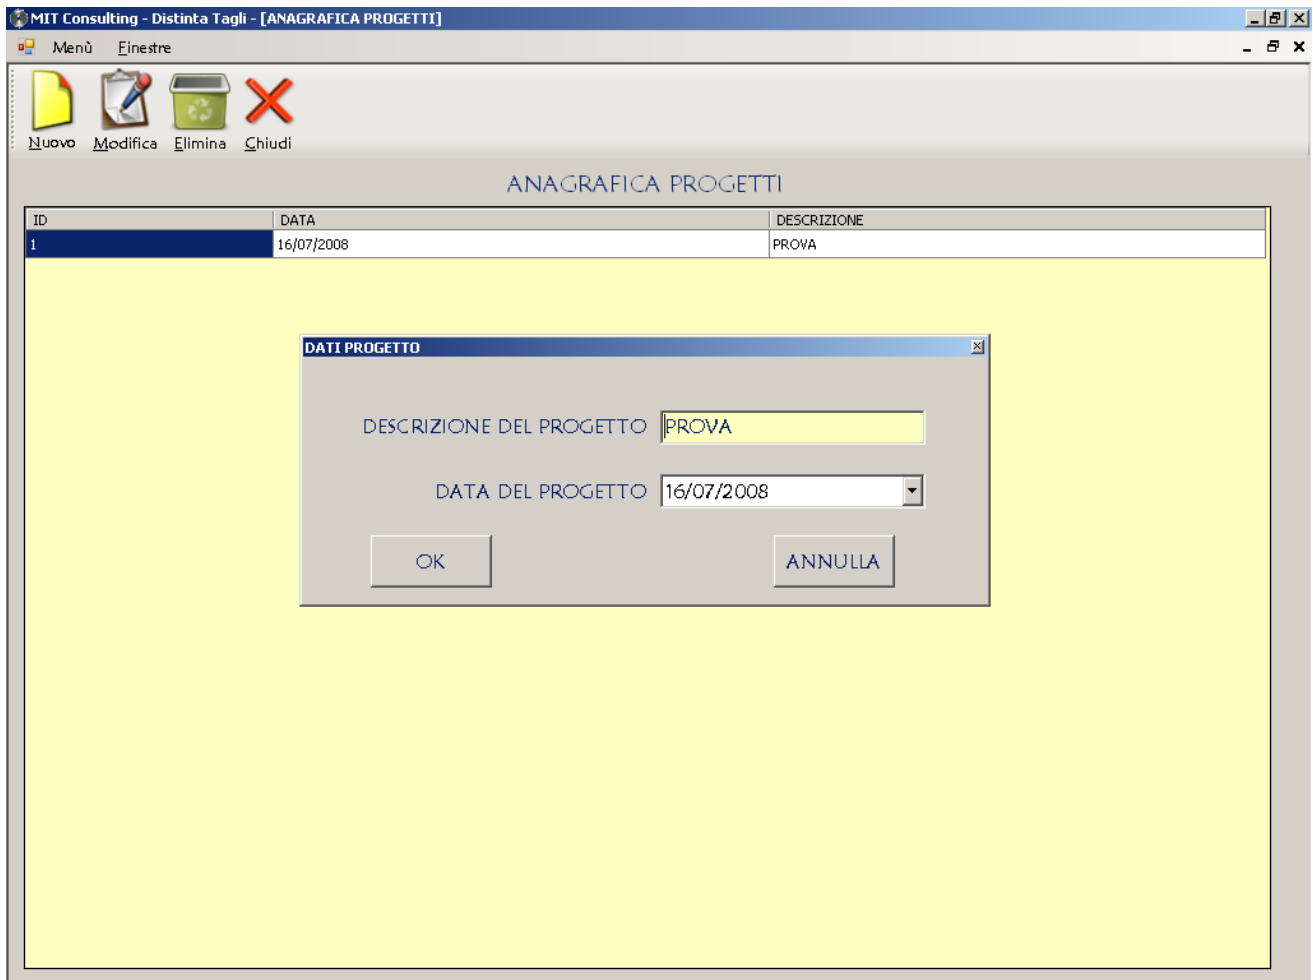 MIT Consulting - Distinta Tagli - [ANAGRAFICA PROGETTI]
Menù Finestre
Nuovo Modifica Elimina Chiudi
ANAGRAFICA PROGETTI
ID DATA DESCRIZIONE
1 16/07/2008 PROVA
DATI PROGETTO
DESCRIZIONE DEL PROGETTO PROVA
DATA DEL PROGETTO 16/07/2008
OK ANNULLA